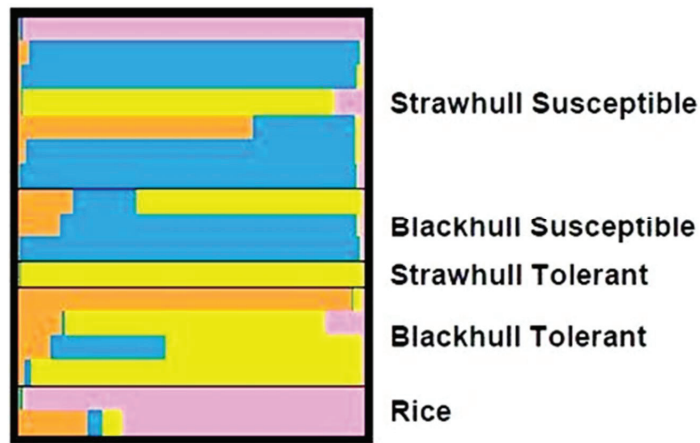 Strawhull Susceptible
Blackhull Susceptible
Strawhull Tolerant
Blackhull Tolerant
Rice